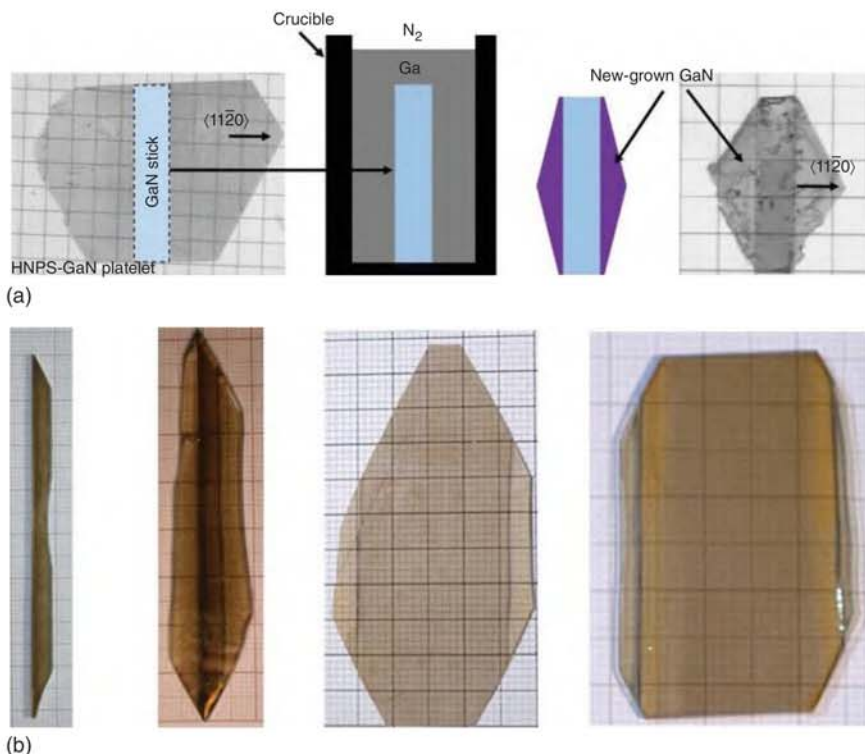 Crucible
N₂
Ga
New-grown GaN
⟨112̄0⟩
GaN stick
⟨112̄0⟩
HNPS-GaN platelet
(a)
(b)